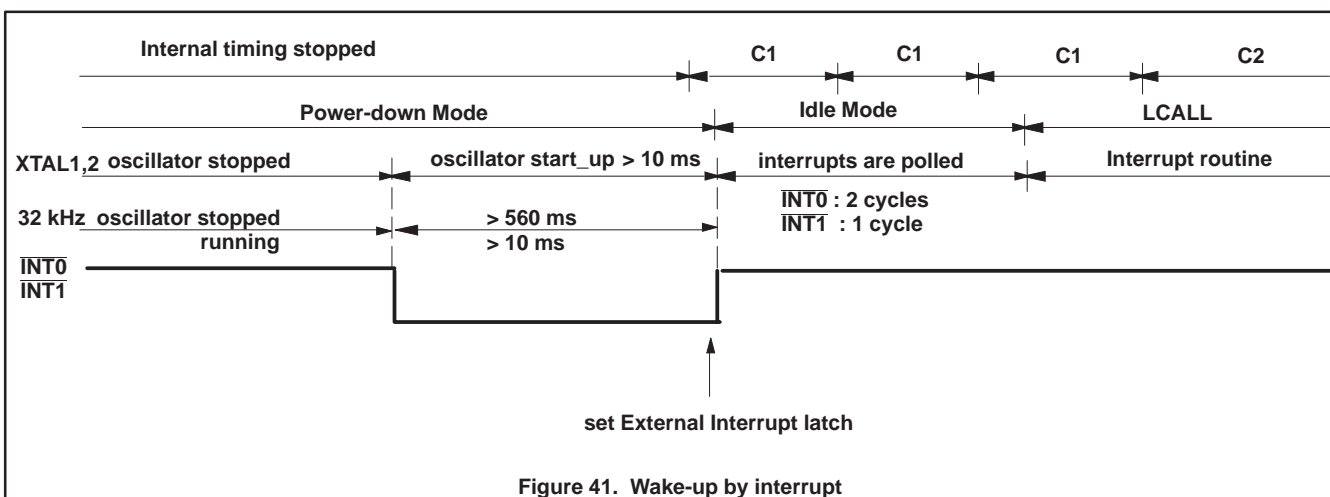 Internal timing stopped C1 C1 C1 C2
Power-down Mode Idle Mode LCALL
XTAL1,2 oscillator stopped oscillator start_up > 10 ms interrupts are polled Interrupt routine
INT0 : 2 cycles
INT1 : 1 cycle
32 kHz oscillator stopped > 560 ms
running > 10 ms
INT0
INT1
set External Interrupt latch
Figure 41. Wake-up by interrupt